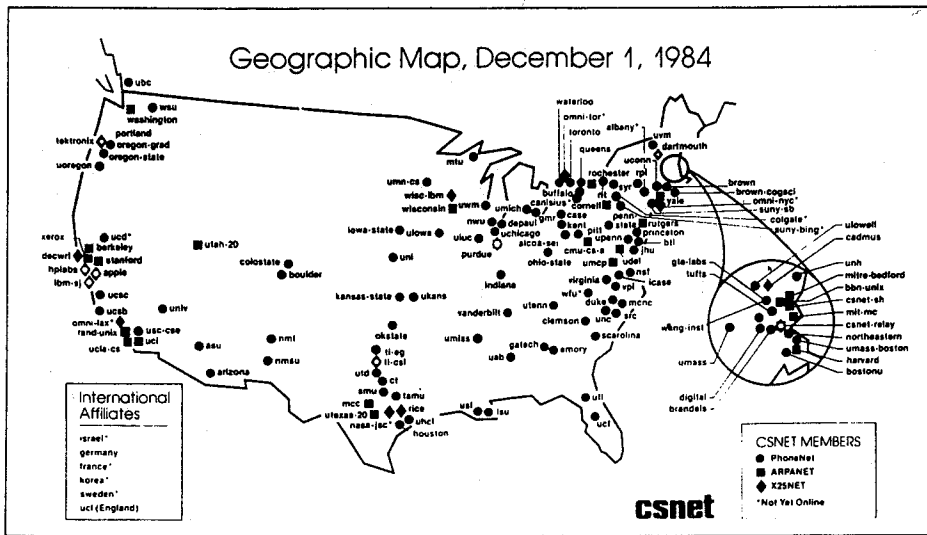 Geographic Map, December 1, 1984
ubc
wsu
washington
portland
tektronix
oregon-grad
oregon-state
uoregon
xerox
ucd*
berkeley
decwrl
stanford
hplabs
apple
ibm-sj
ucsc
ucsb
univ
omni-lax*
rand-unix
usc-cse
ucla-cs
uci
utah-20
colostate
boulder
asu
arizona
nmi
nmsu
mtu
umn-cs
wisc-ibm
wisconsin
uwm
iowa-state
uiowa
uiuc
nwu
umich
depaul
uchicago
purdue
uni
kansas-state
ukans
indiana
vanderbilt
utenn
okstate
ti-eg
ti-csl
utd
ct
smu
tamu
mcc
utexas-20
rice
nasa-jsc*
uhcl
houston
umiss
uab
gatech
emory
clemson
usl
lsu
ufl
ucf
waterloo
omni-tor*
toronto
albany*
queens
uvm
dartmouth
uconn
rochester
rpi
buffalo
canisius*
rit
syr
cornell
gmr
case
kent
alcoa-sei
pitt
cmu-cs-a
ohio-state
penn-
state
upenn
rutgers
princeton
btl
jhu
umcp
udel
nsf
virginia
icase
vpi
wfu*
duke
mcnc
unc
src
scarolina
yale
brown
brown-cogsci
omni-nyc*
suny-sb
colgate*
suny-bing*
ulowell
cadmus
gte-labs
tufts
unh
mitre-bedford
bbn-unix
csnet-sh
mit-mc
csnet-relay
northeastern
umass-boston
harvard
bostonu
wang-inst
umass
digital
brandeis
International
Affiliates
israel*
germany
france*
korea*
sweden*
ucl (England)
CSNET MEMBERS
PhoneNet
ARPANET
X25NET
*Not Yet Online
csnet